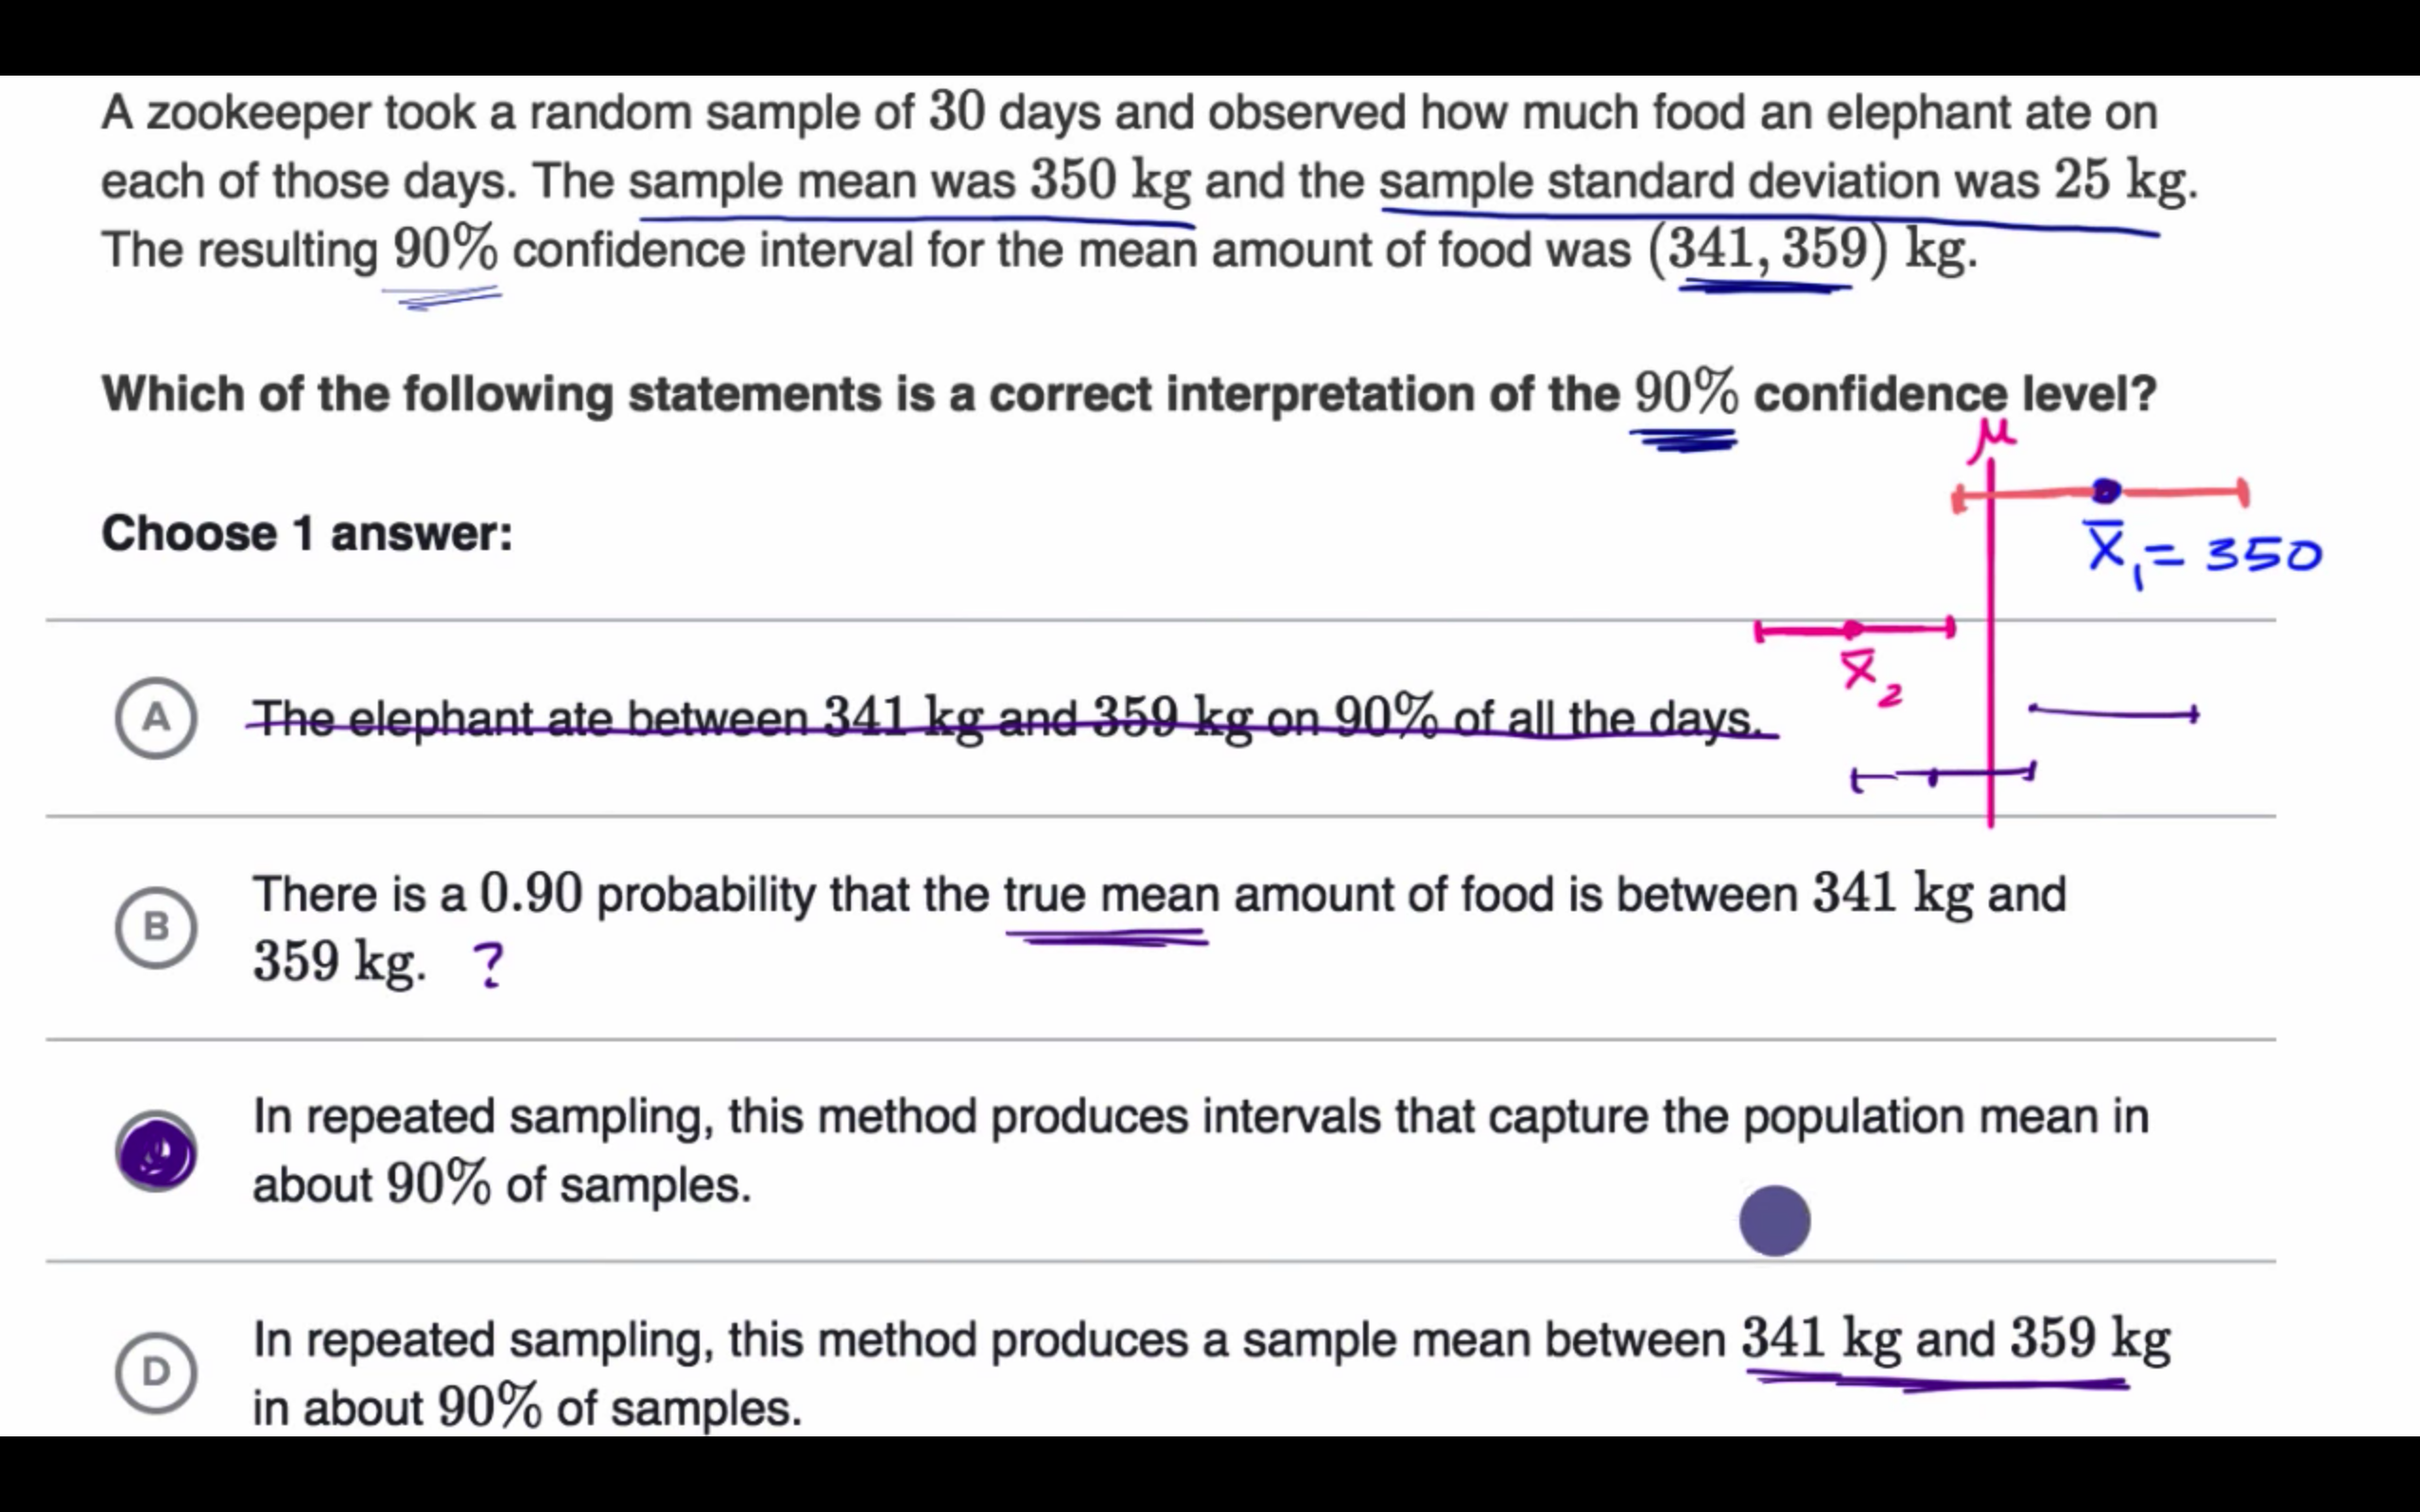 A zookeeper took a random sample of 30 days and observed how much food an elephant ate on
each of those days. The sample mean was 350 kg and the sample standard deviation was 25 kg.
The resulting 90% confidence interval for the mean amount of food was (341, 359) kg.
Which of the following statements is a correct interpretation of the 90% confidence level?
μ
Choose 1 answer:
x̄₁ = 350
x̄₂
A The elephant ate between 341 kg and 359 kg on 90% of all the days.
B There is a 0.90 probability that the true mean amount of food is between 341 kg and
359 kg. ?
In repeated sampling, this method produces intervals that capture the population mean in
about 90% of samples.
D In repeated sampling, this method produces a sample mean between 341 kg and 359 kg
in about 90% of samples.